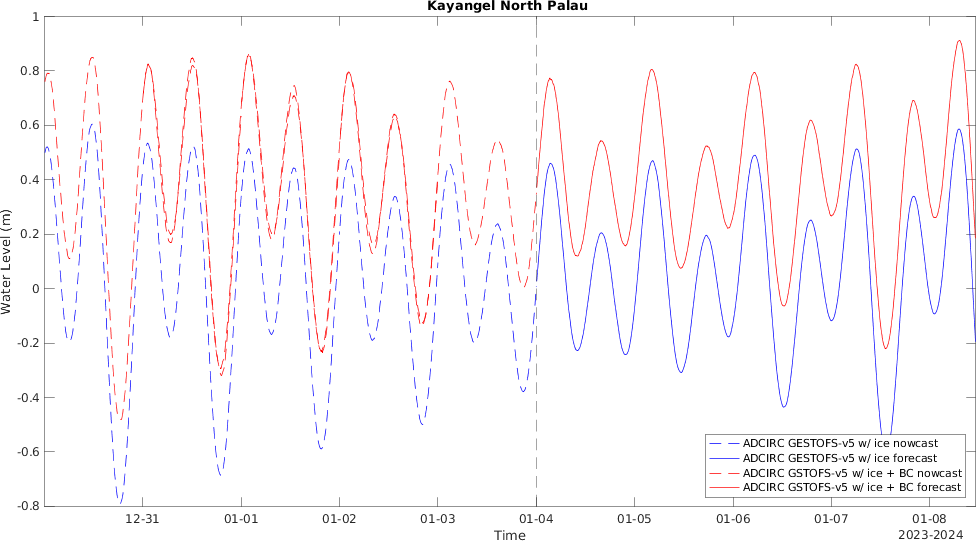 Kayangel North Palau
1
0.8
0.6
0.4
0.2
0
-0.2
-0.4
-0.6
-0.8
Water Level (m)
ADCIRC GESTOFS-v5 w/ ice nowcast
ADCIRC GESTOFS-v5 w/ ice forecast
ADCIRC GSTOFS-v5 w/ ice + BC nowcast
ADCIRC GSTOFS-v5 w/ ice + BC forecast
12-31 01-01 01-02 01-03 01-04 01-05 01-06 01-07 01-08
Time
2023-2024